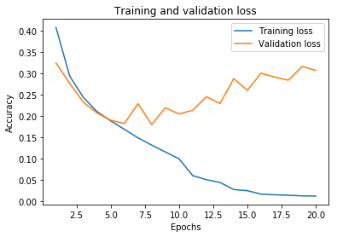 Training and validation loss
Training loss
Validation loss
0.40
0.35
0.30
0.25
0.20
0.15
0.10
0.05
0.00
Accuracy
2.5 5.0 7.5 10.0 12.5 15.0 17.5 20.0
Epochs